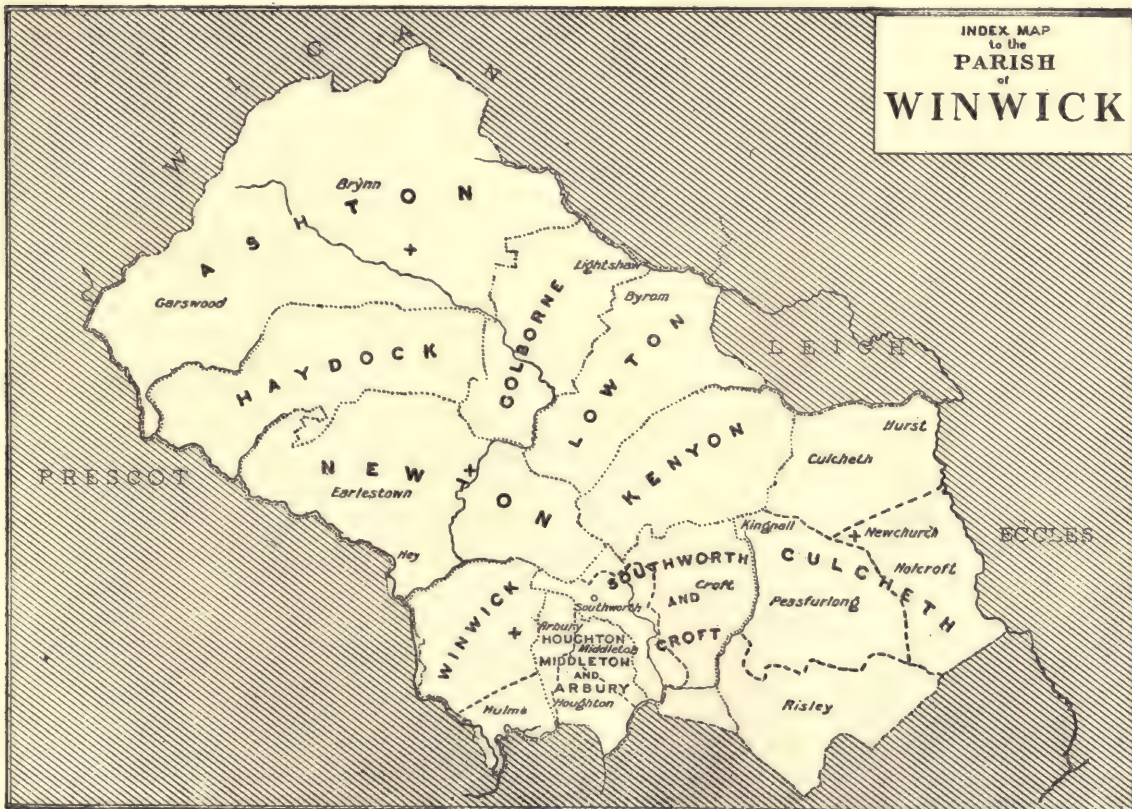 INDEX MAP
to the
PARISH
of
WINWICK
WIGAN
Brynn
ASHTON
Garswood
Lightshaw
Byrom
GOLBORNE
LEIGH
HAYDOCK
LOWTON
Hurst
KENYON
Culcheth
PRESCOT
NEWTON
Earlestown
Kingnall
Newchurch
ECCLES
Hey
SOUTHWORTH
AND
CROFT
Croft
CULCHETH
Holcroft
Peasfurlong
Southworth
WINWICK
Arbury
HOUGHTON
Middleton
MIDDLETON
AND
ARBURY
Houghton
Hulme
Risley